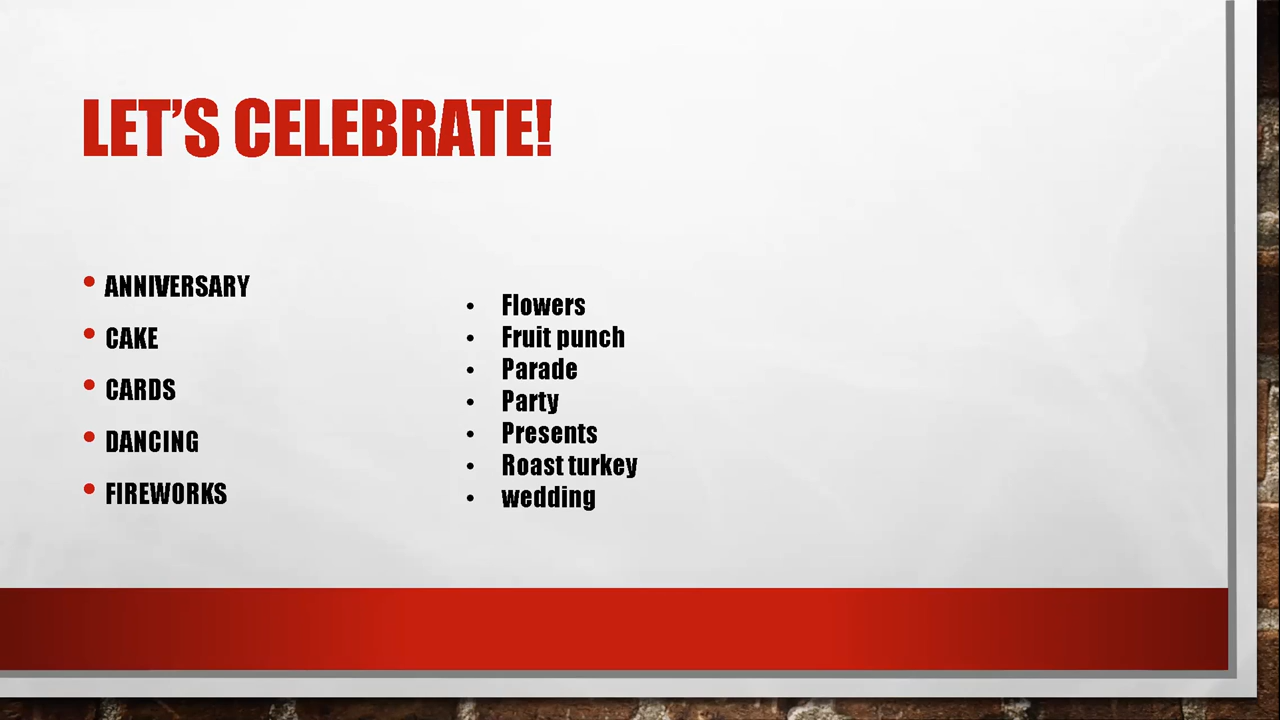 LET’S CELEBRATE!
• ANNIVERSARY
• CAKE
• CARDS
• DANCING
• FIREWORKS
• Flowers
• Fruit punch
• Parade
• Party
• Presents
• Roast turkey
• wedding